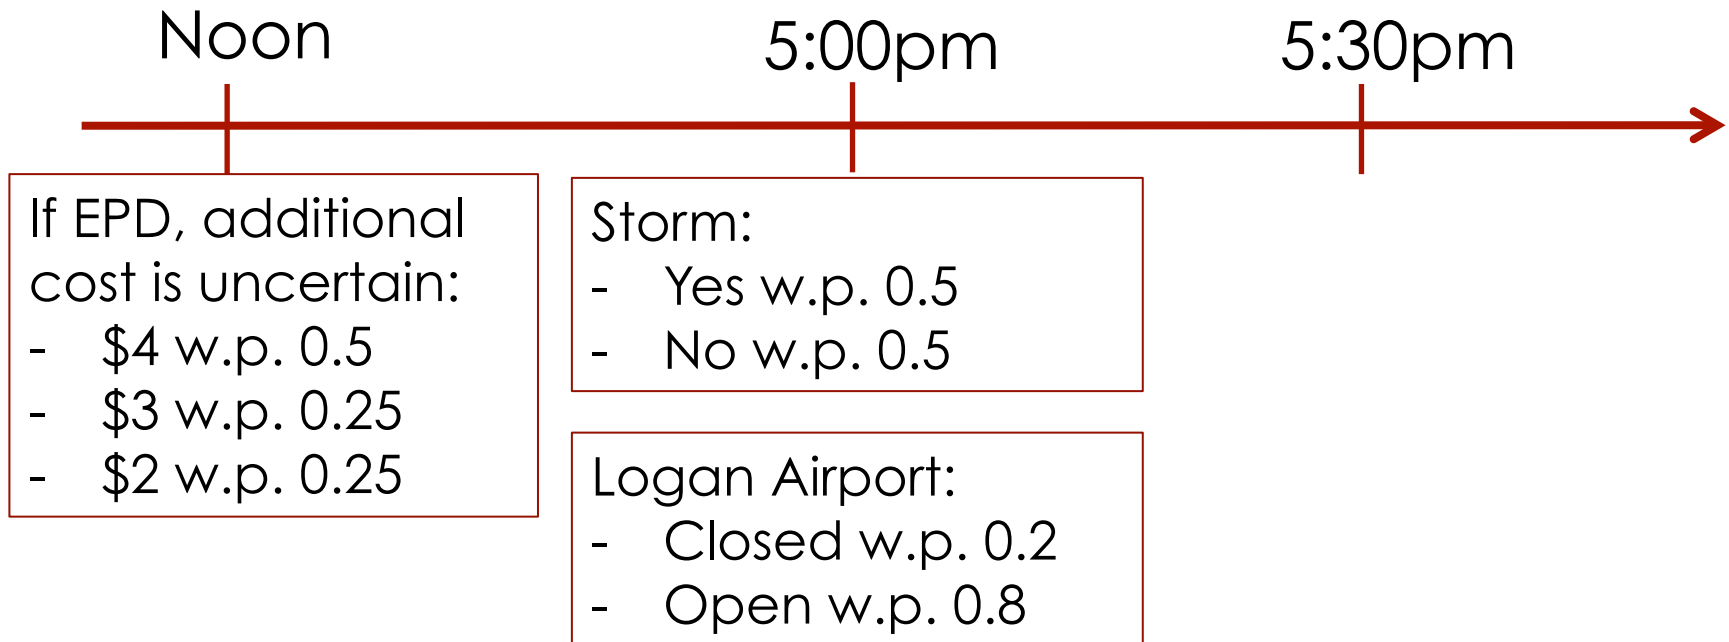 Noon
5:00pm
5:30pm
If EPD, additional
cost is uncertain:
- $4 w.p. 0.5
- $3 w.p. 0.25
- $2 w.p. 0.25
Storm:
- Yes w.p. 0.5
- No w.p. 0.5
Logan Airport:
- Closed w.p. 0.2
- Open w.p. 0.8